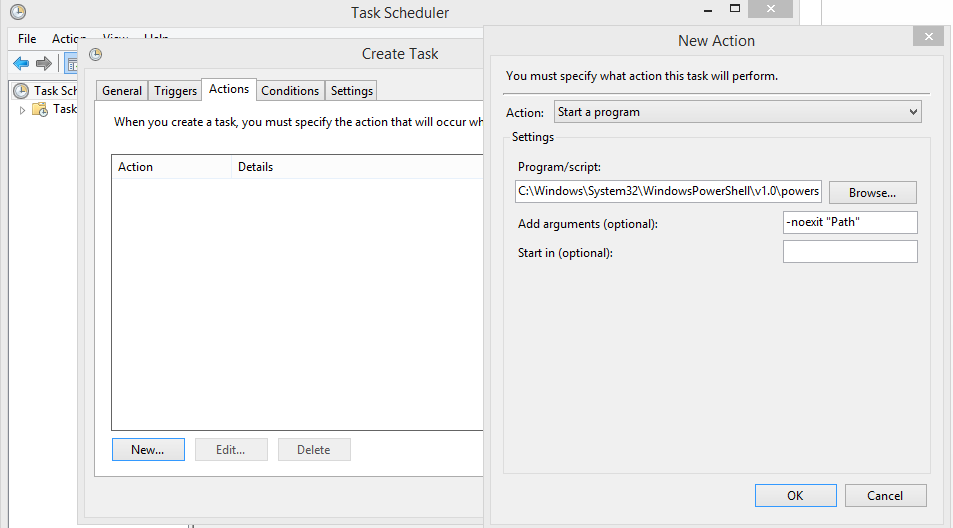 Task Scheduler
File Action View Help
Create Task
New Action
Task Sch
Task
General Triggers Actions Conditions Settings
When you create a task, you must specify the action that will occur wh
Action Details
New... Edit... Delete
You must specify what action this task will perform.
Action: Start a program
Settings
Program/script:
C:\Windows\System32\WindowsPowerShell\v1.0\powers Browse...
Add arguments (optional): -noexit "Path"
Start in (optional):
OK Cancel